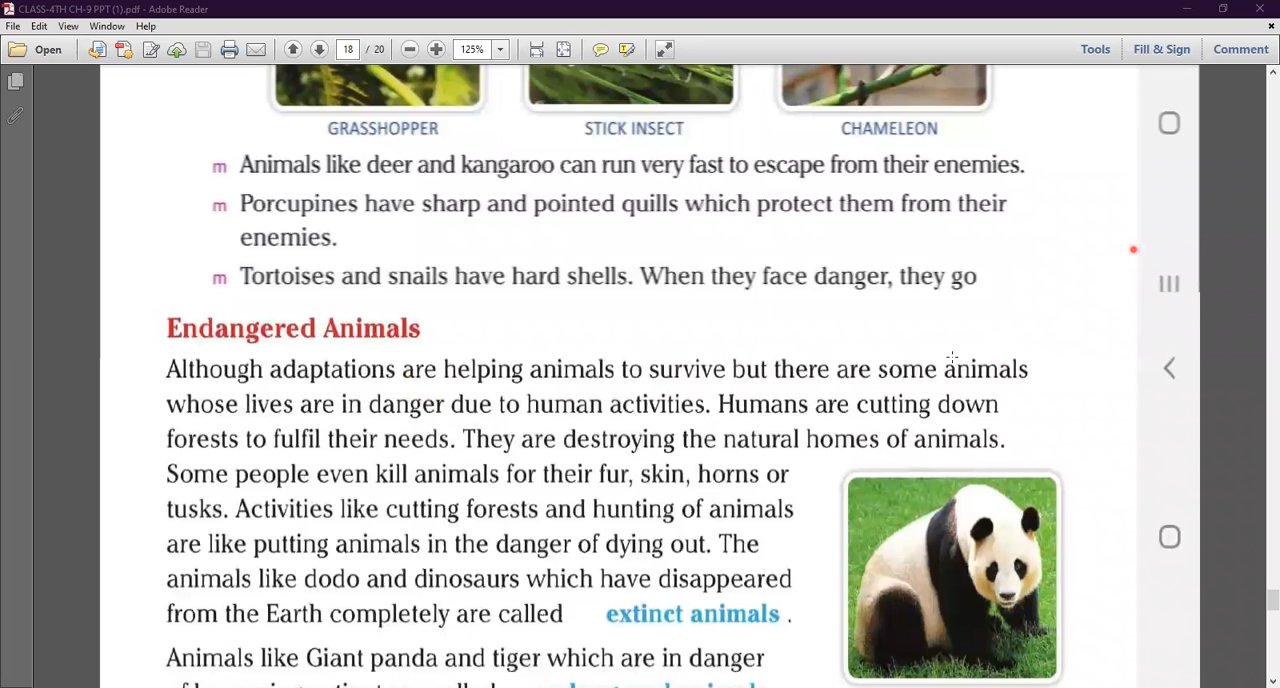 CLASS-4TH CH-9 PPT (1).pdf - Adobe Reader
File Edit View Window Help
Open 18 / 20 125% Tools Fill & Sign Comment
GRASSHOPPER STICK INSECT CHAMELEON
m Animals like deer and kangaroo can run very fast to escape from their enemies.
m Porcupines have sharp and pointed quills which protect them from their
enemies.
m Tortoises and snails have hard shells. When they face danger, they go
Endangered Animals
Although adaptations are helping animals to survive but there are some animals
whose lives are in danger due to human activities. Humans are cutting down
forests to fulfil their needs. They are destroying the natural homes of animals.
Some people even kill animals for their fur, skin, horns or
tusks. Activities like cutting forests and hunting of animals
are like putting animals in the danger of dying out. The
animals like dodo and dinosaurs which have disappeared
from the Earth completely are called extinct animals .
Animals like Giant panda and tiger which are in danger